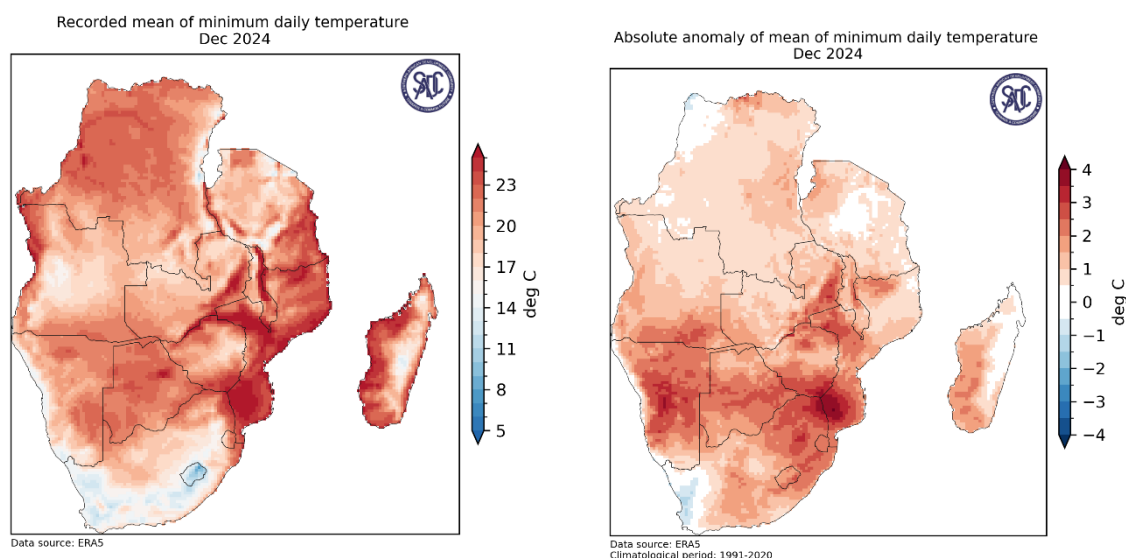 Recorded mean of minimum daily temperature
Dec 2024
SADC
23
20
17
14
11
8
5
deg C
Data source: ERA5
Absolute anomaly of mean of minimum daily temperature
Dec 2024
SADC
4
3
2
1
0
−1
−2
−3
−4
deg C
Data source: ERA5
Climatological period: 1991-2020